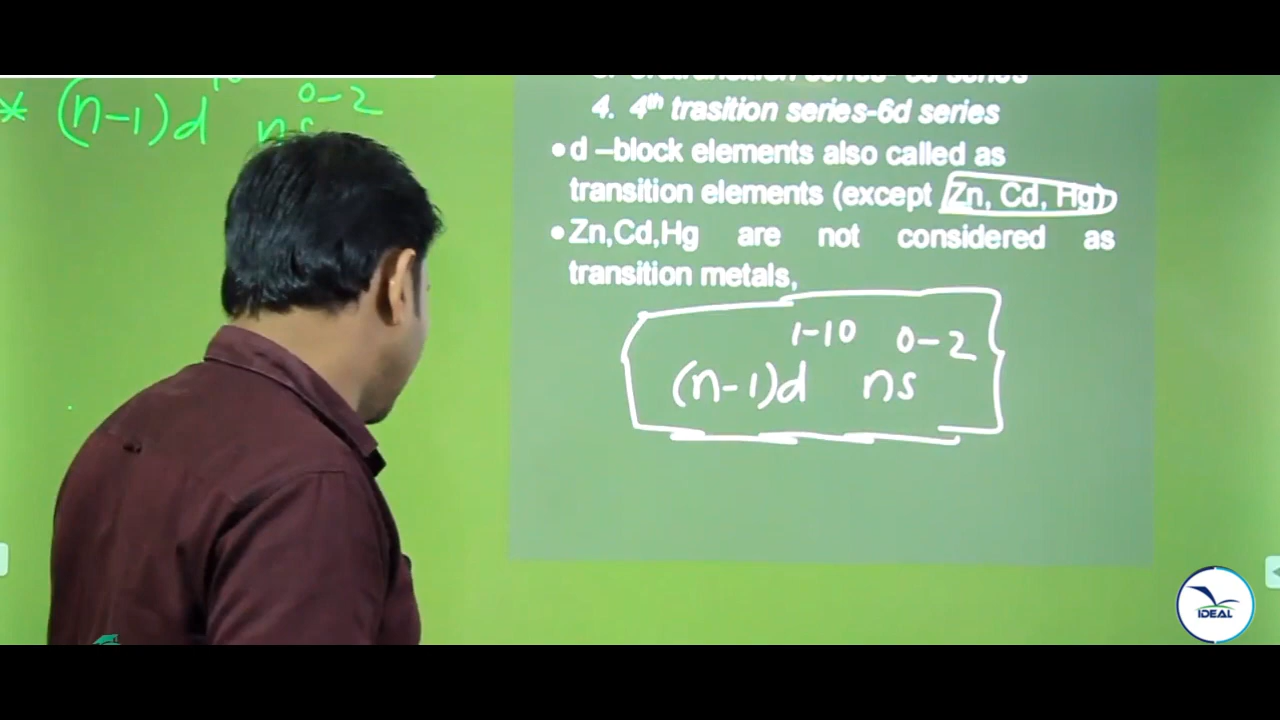 * (n-1)d 0-2
4. 4th trasition series-6d series
• d –block elements also called as
transition elements (except Zn, Cd, Hg)
• Zn,Cd,Hg are not considered as
transition metals,
(n-1)d 1-10 ns 0-2
IDEAL